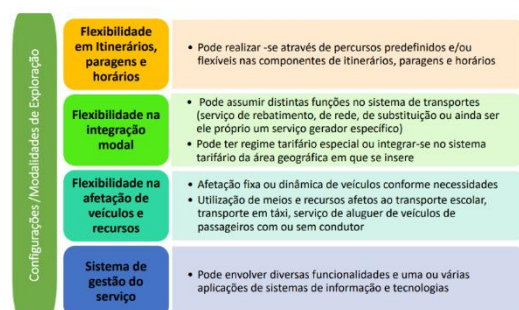 Configurações /Modalidades de Exploração
Flexibilidade
em Itinerários,
paragens e
horários
• Pode realizar -se através de percursos predefinidos e/ou
flexíveis nas componentes de itinerários, paragens e horários
Flexibilidade na
integração
modal
• Pode assumir distintas funções no sistema de transportes
(serviço de rebatimento, de rede, de substituição ou ainda ser
ele próprio um serviço gerador específico)
• Pode ter regime tarifário especial ou integrar-se no sistema
tarifário da área geográfica em que se insere
Flexibilidade na
afetação de
veículos e
recursos
• Afetação fixa ou dinâmica de veículos conforme necessidades
• Utilização de meios e recursos afetos ao transporte escolar,
transporte em táxi, serviço de aluguer de veículos de
passageiros com ou sem condutor
Sistema de
gestão do
serviço
• Pode envolver diversas funcionalidades e uma ou várias
aplicações de sistemas de informação e tecnologias